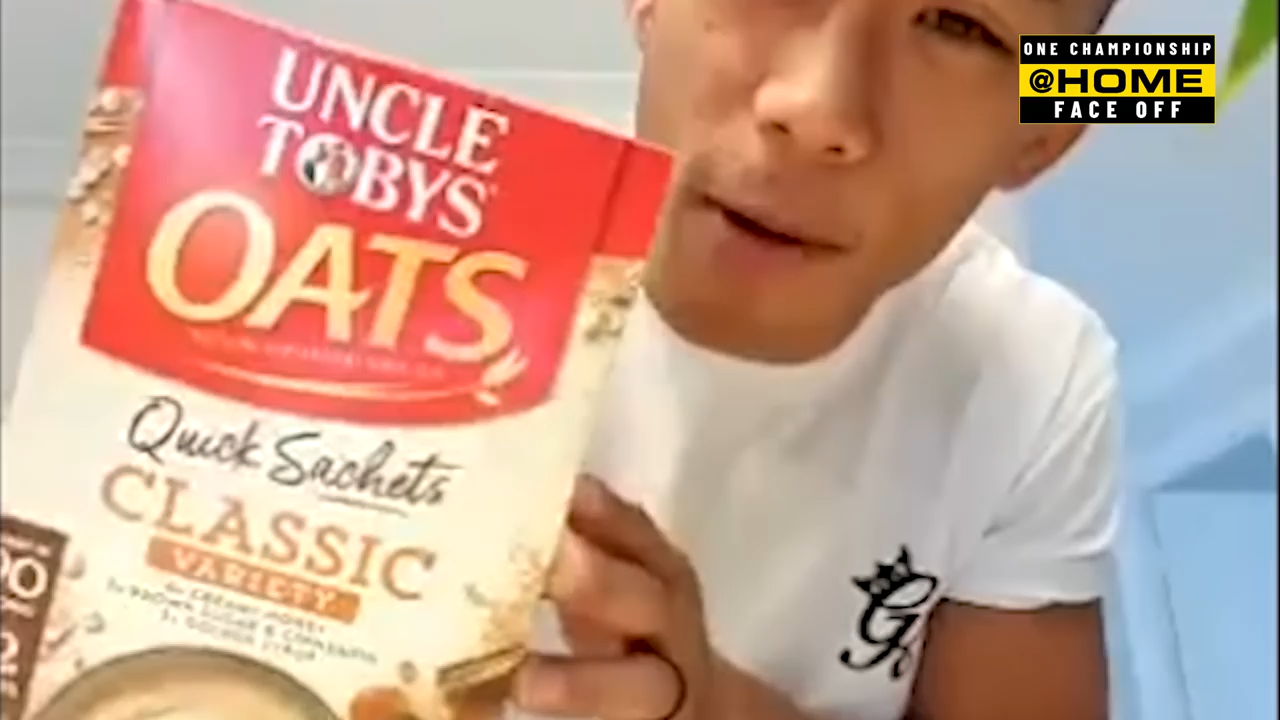 ONE CHAMPIONSHIP
@HOME
FACE OFF
UNCLE
TOBYS
OATS
Quick Sachets
CLASSIC
VARIETY